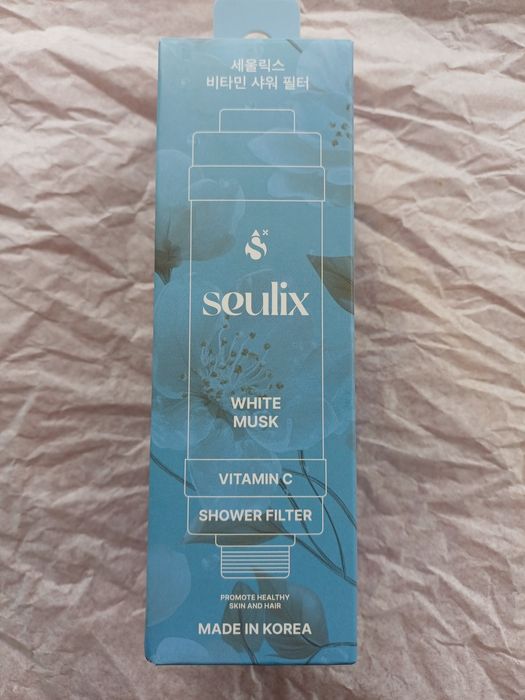 세울릭스
비타민 샤워 필터
seulix
WHITE
MUSK
VITAMIN C
SHOWER FILTER
PROMOTE HEALTHY
SKIN AND HAIR
MADE IN KOREA